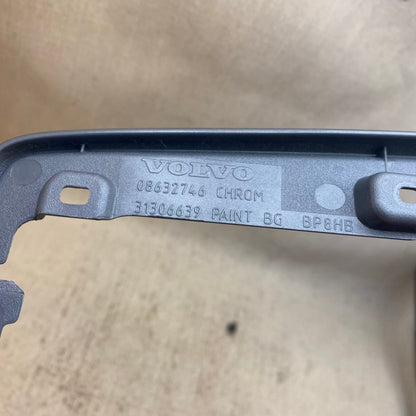 VOLVO
08632746 CHROM
31306639 PAINT BG BP8HB